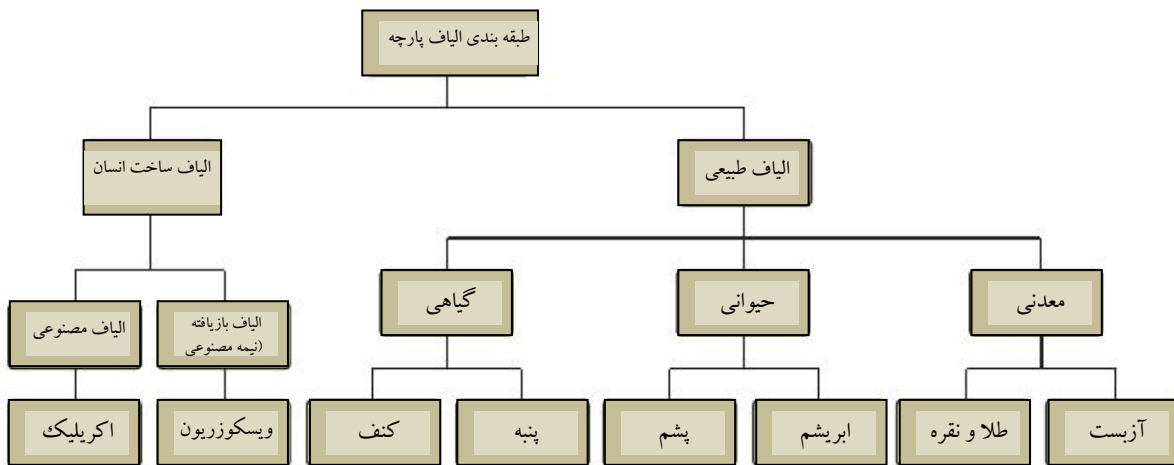 طبقه بندی الیاف پارچه
الیاف طبیعی
الیاف ساخت انسان
معدنی
حیوانی
گیاهی
الیاف بازیافته
(نیمه مصنوعی
الیاف مصنوعی
آزبست
طلا و نقره
ابریشم
پشم
پنبه
کنف
ویسکوزریون
اکریلیک